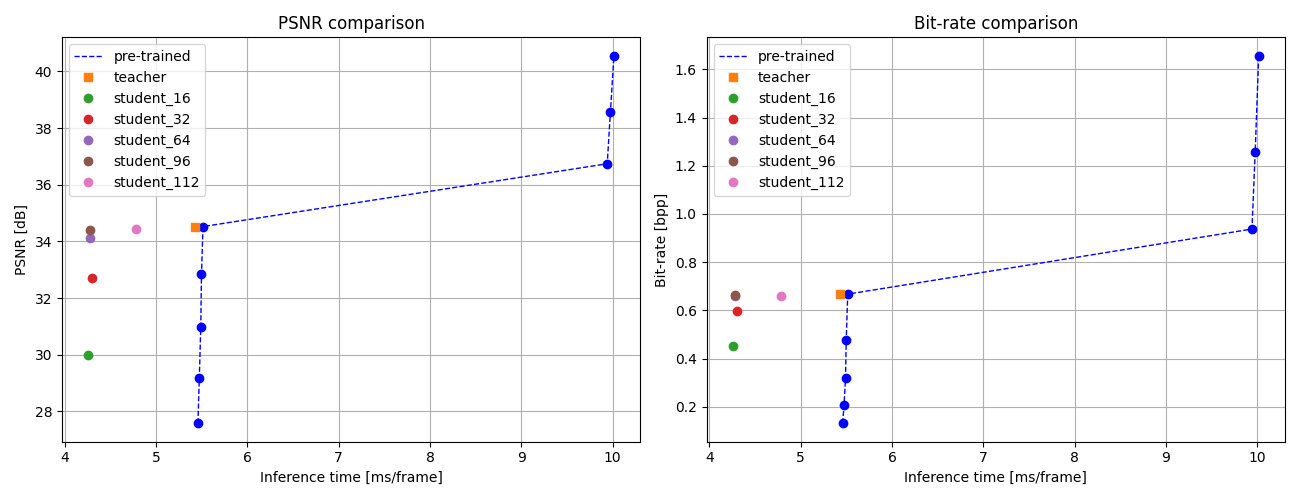 PSNR comparison
PSNR [dB]
40
38
36
34
32
30
28
pre-trained
teacher
student_16
student_32
student_64
student_96
student_112
4 5 6 7 8 9 10
Inference time [ms/frame]
Bit-rate comparison
Bit-rate [bpp]
1.6
1.4
1.2
1.0
0.8
0.6
0.4
0.2
pre-trained
teacher
student_16
student_32
student_64
student_96
student_112
4 5 6 7 8 9 10
Inference time [ms/frame]